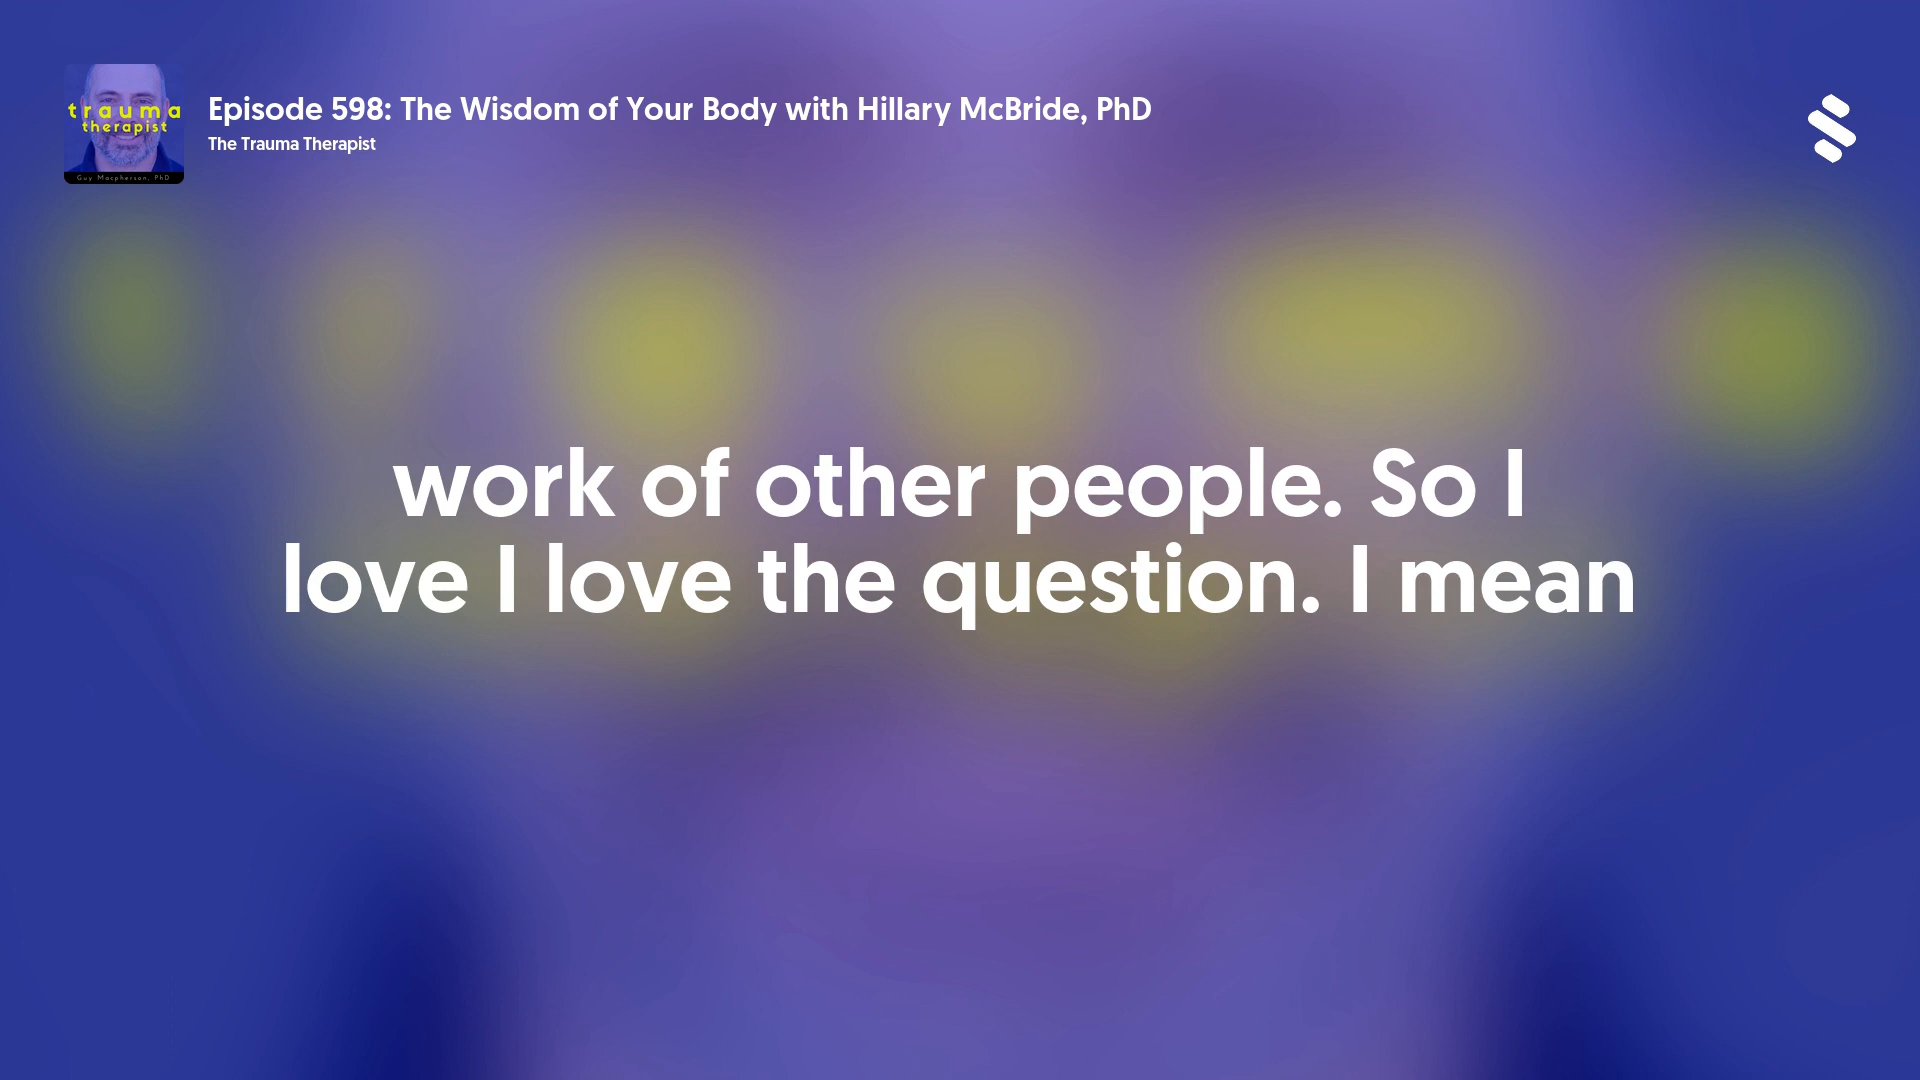 trauma
therapist
Guy Macpherson, PhD
Episode 598: The Wisdom of Your Body with Hillary McBride, PhD
The Trauma Therapist
work of other people. So I
love I love the question. I mean